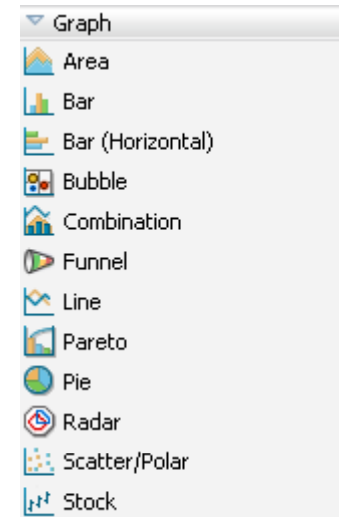 Graph
Area
Bar
Bar (Horizontal)
Bubble
Combination
Funnel
Line
Pareto
Pie
Radar
Scatter/Polar
Stock